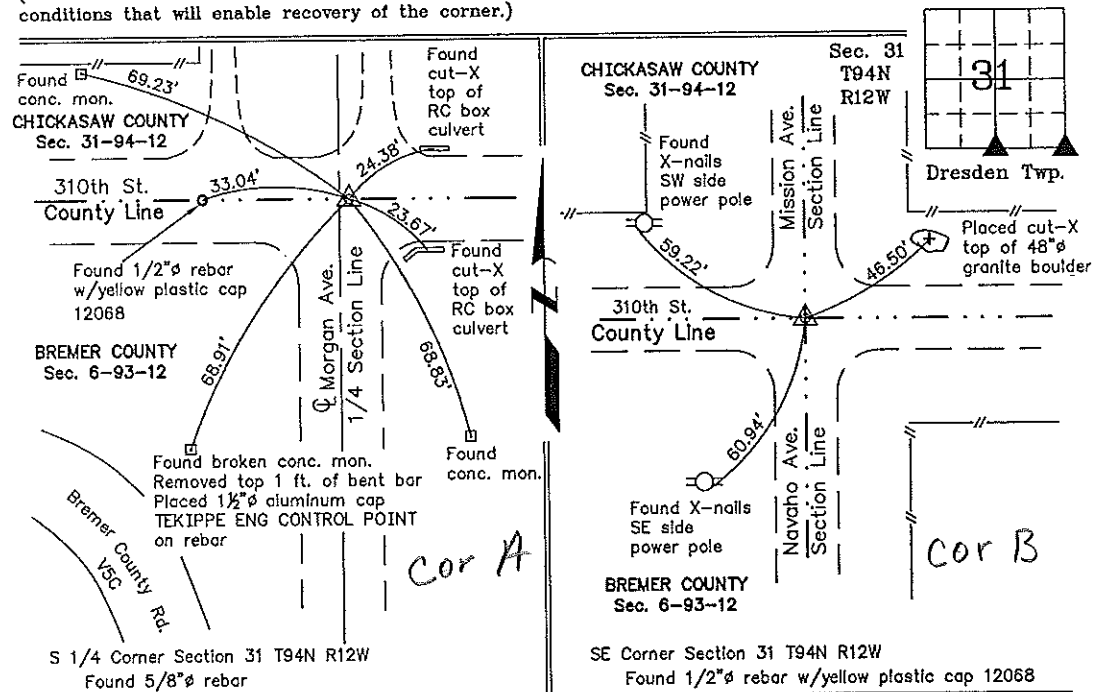 conditions that will enable recovery of the corner.)
Found
conc. mon.
69.23'
CHICKASAW COUNTY
Sec. 31-94-12
Found
cut-X
top of
RC box
culvert
24.38'
310th St.
County Line
33.04'
23.67'
Found 1/2"ø rebar
w/yellow plastic cap
12068
Found
cut-X
top of
RC box
culvert
BREMER COUNTY
Sec. 6-93-12
68.91'
℄ Morgan Ave.
1/4 Section Line
68.83'
Found broken conc. mon.
Removed top 1 ft. of bent bar
Placed 1½"ø aluminum cap
TEKIPPE ENG CONTROL POINT
on rebar
Found
conc. mon.
Bremer County Rd.
V5C
Cor A
S 1/4 Corner Section 31 T94N R12W
Found 5/8"ø rebar
CHICKASAW COUNTY
Sec. 31-94-12
Sec. 31
T94N
R12W
31
Dresden Twp.
Found
X-nails
SW side
power pole
Mission Ave.
Section Line
Placed cut-X
top of 48"ø
granite boulder
59.22'
46.50'
310th St.
County Line
60.94'
Navaho Ave.
Section Line
Found X-nails
SE side
power pole
BREMER COUNTY
Sec. 6-93-12
Cor B
SE Corner Section 31 T94N R12W
Found 1/2"ø rebar w/yellow plastic cap 12068